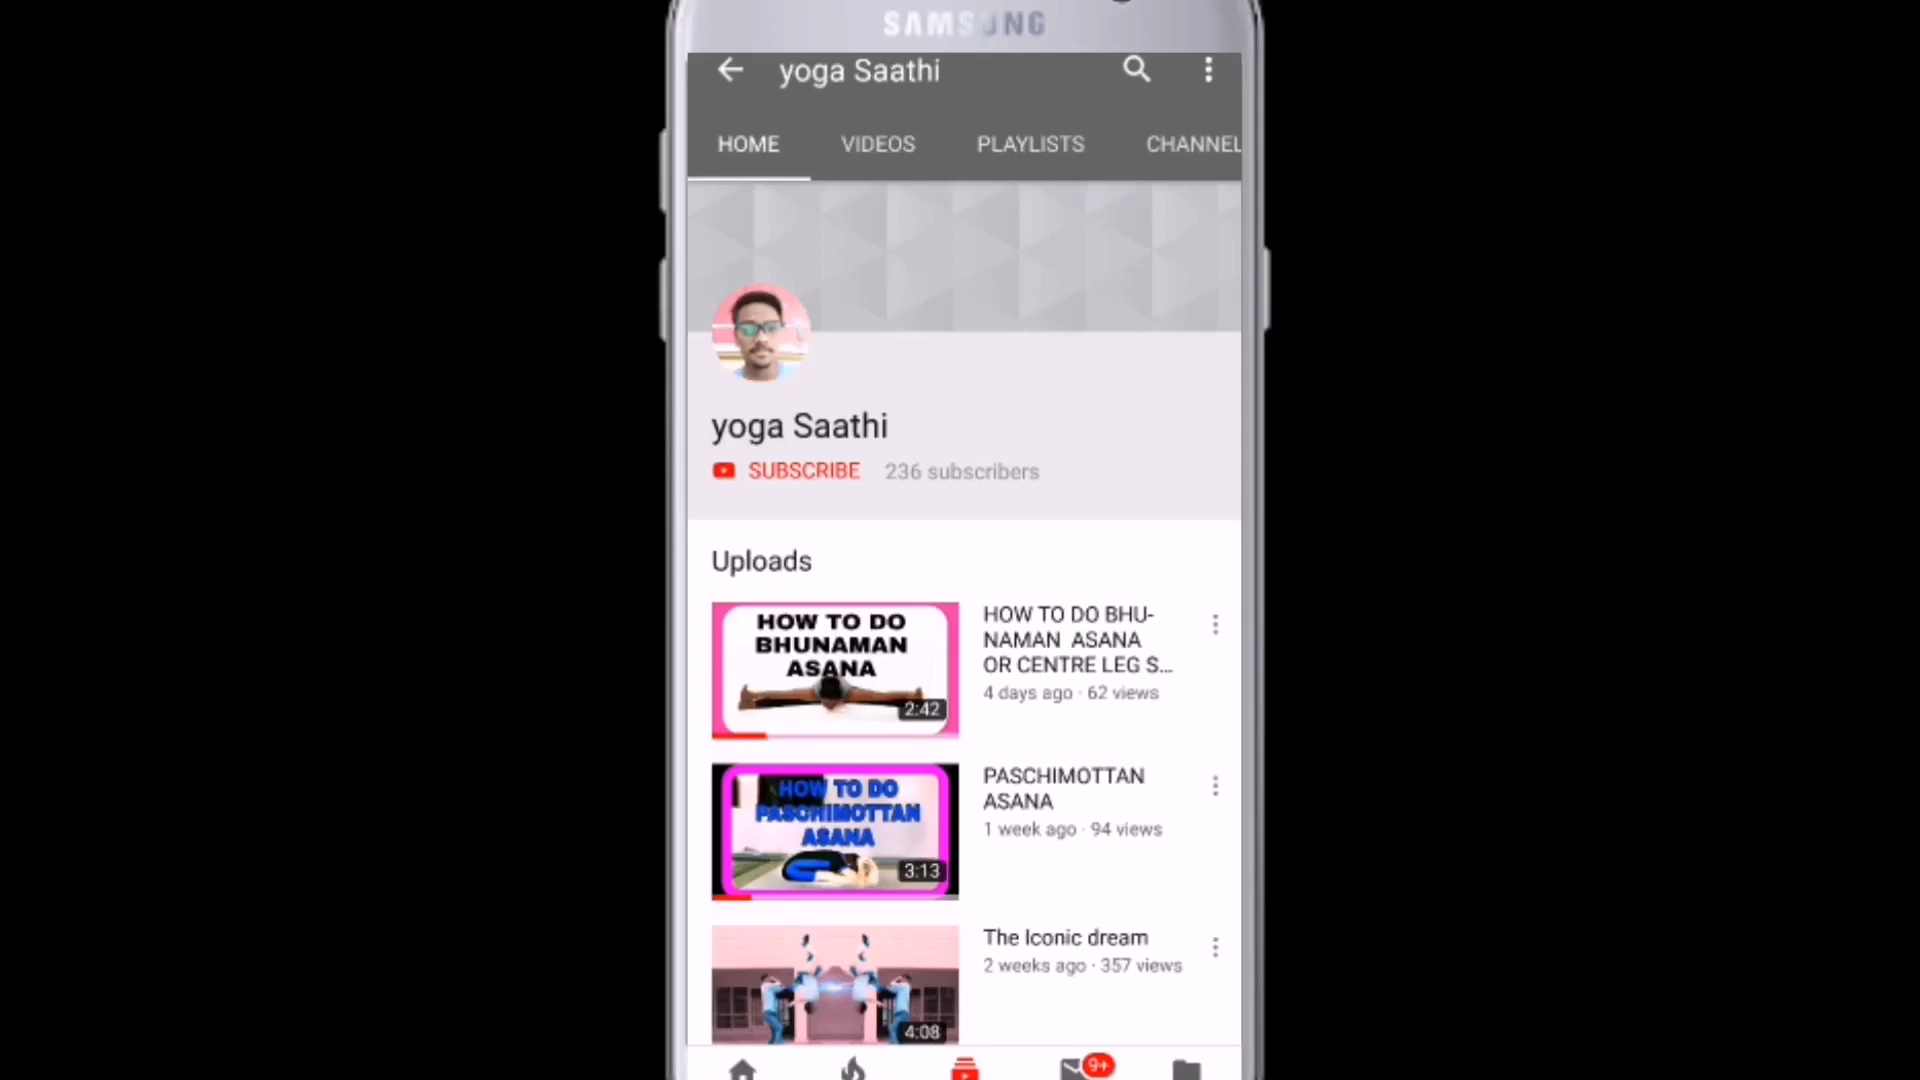 SAMSUNG
yoga Saathi
HOME VIDEOS PLAYLISTS CHANNEL
yoga Saathi
SUBSCRIBE 236 subscribers
Uploads
HOW TO DO
BHUNAMAN
ASANA
2:42
HOW TO DO BHU-
NAMAN ASANA
OR CENTRE LEG S...
4 days ago · 62 views
HOW TO DO
PASCHIMOTTAN
ASANA
3:13
PASCHIMOTTAN
ASANA
1 week ago · 94 views
4:08
The Iconic dream
2 weeks ago · 357 views
9+